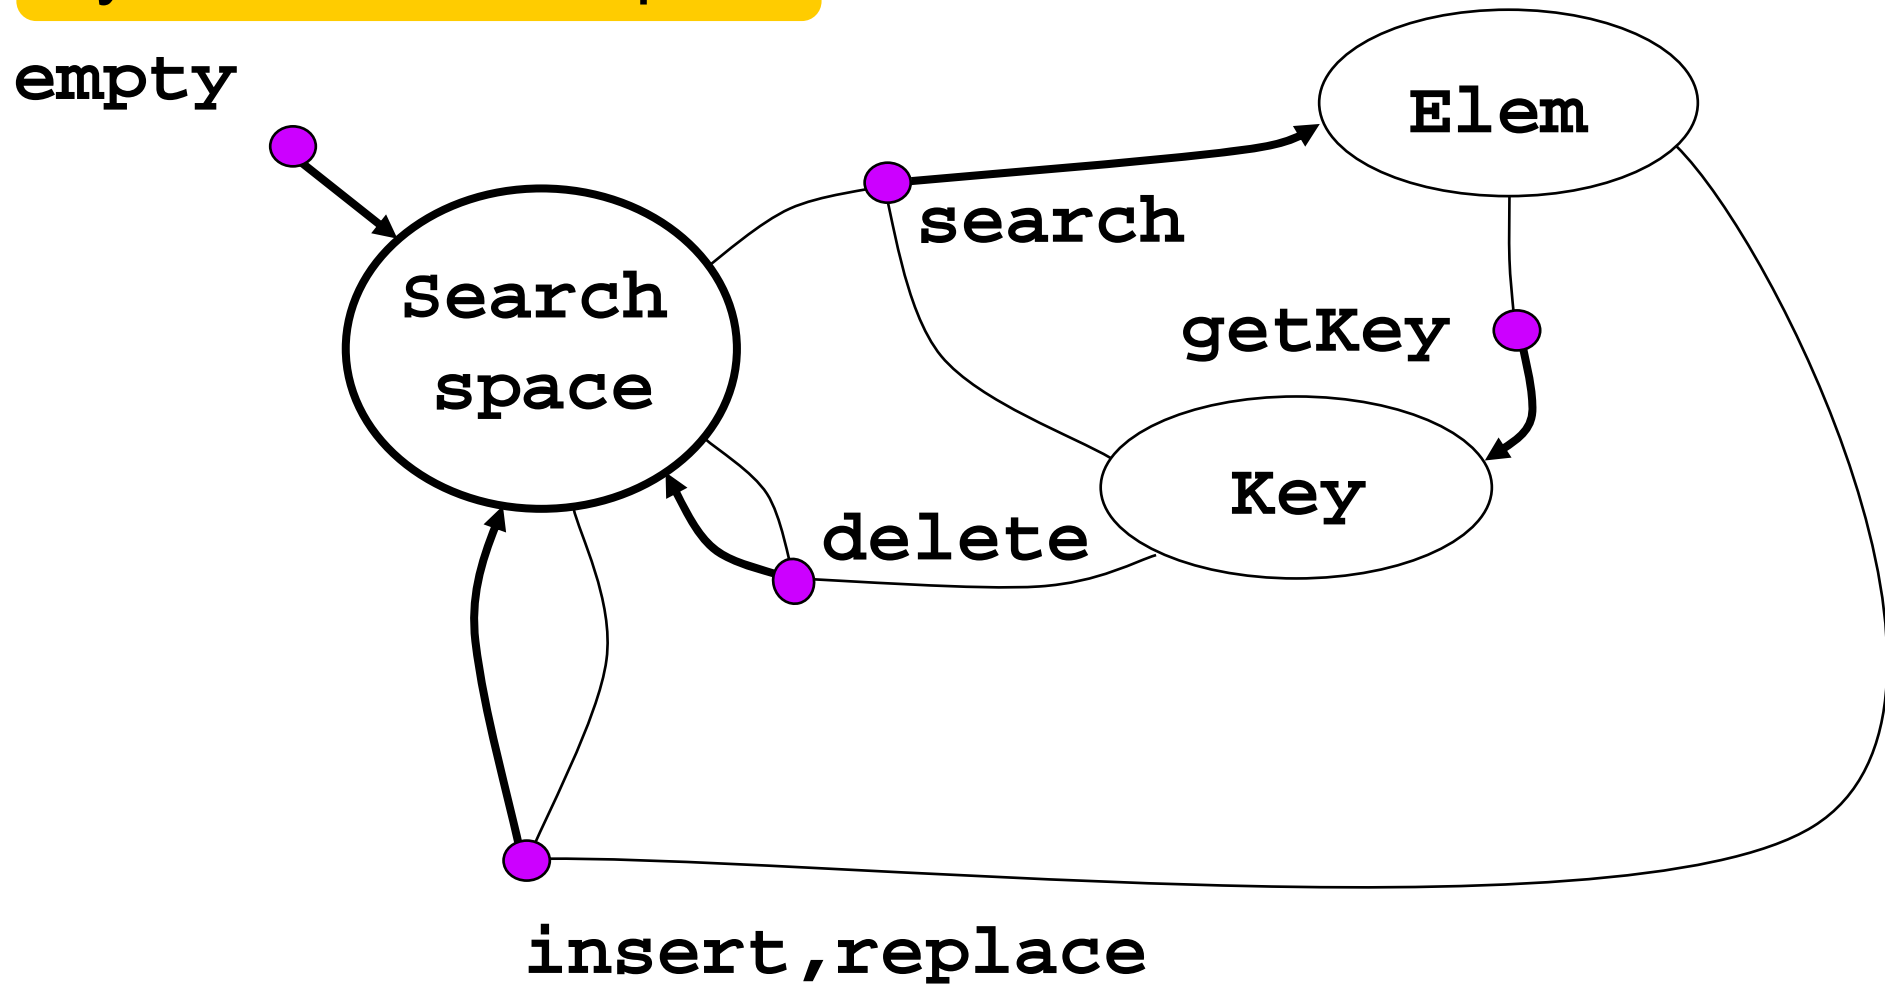 empty
Elem
search
Search
space
getKey
Key
delete
insert,replace